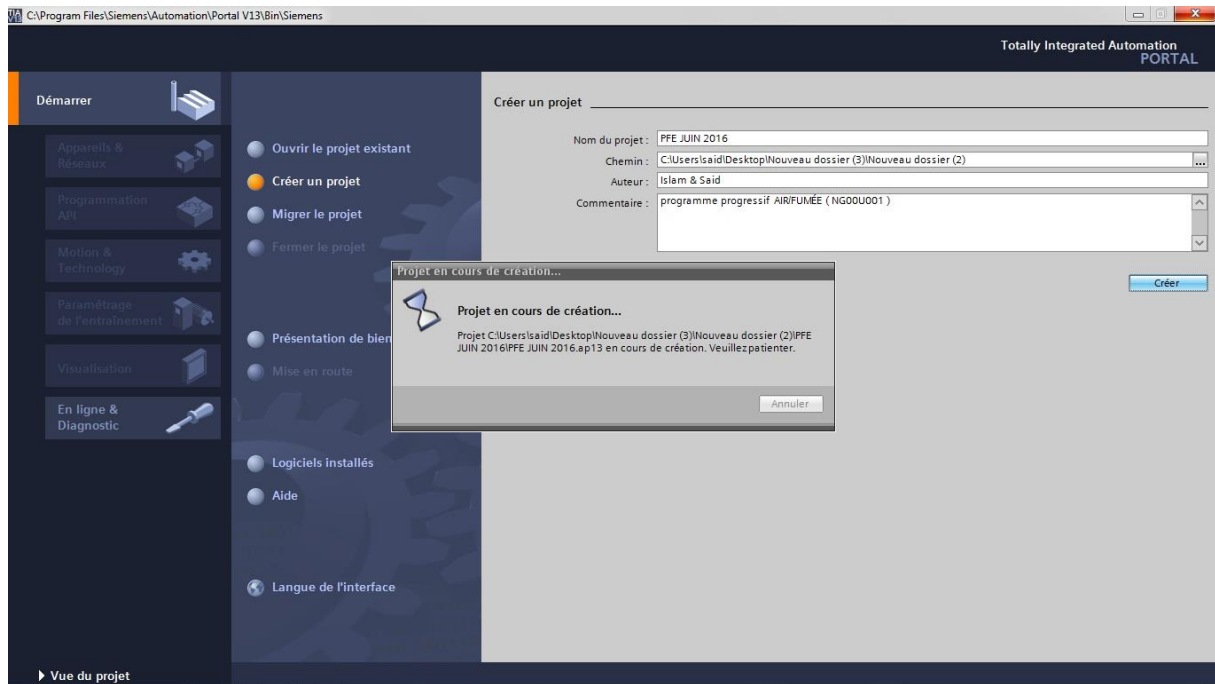 C:\Program Files\Siemens\Automation\Portal V13\Bin\Siemens
Totally Integrated Automation
PORTAL
Démarrer
Appareils &
Réseaux
Programmation
API
Motion &
Technology
Paramétrage
de l'entraînement
Visualisation
En ligne &
Diagnostic
Ouvrir le projet existant
Créer un projet
Migrer le projet
Fermer le projet
Présentation de bien
Mise en route
Logiciels installés
Aide
Langue de l'interface
Créer un projet
Nom du projet : PFE JUIN 2016
Chemin : C:\Users\said\Desktop\Nouveau dossier (3)\Nouveau dossier (2) ...
Auteur : Islam & Said
Commentaire : programme progressif AIR/FUMÉE ( NG00U001 )
Créer
Projet en cours de création...
Projet en cours de création...
Projet C:\Users\said\Desktop\Nouveau dossier (3)\Nouveau dossier (2)\PFE
JUIN 2016\PFE JUIN 2016.ap13 en cours de création. Veuillez patienter.
Annuler
Vue du projet